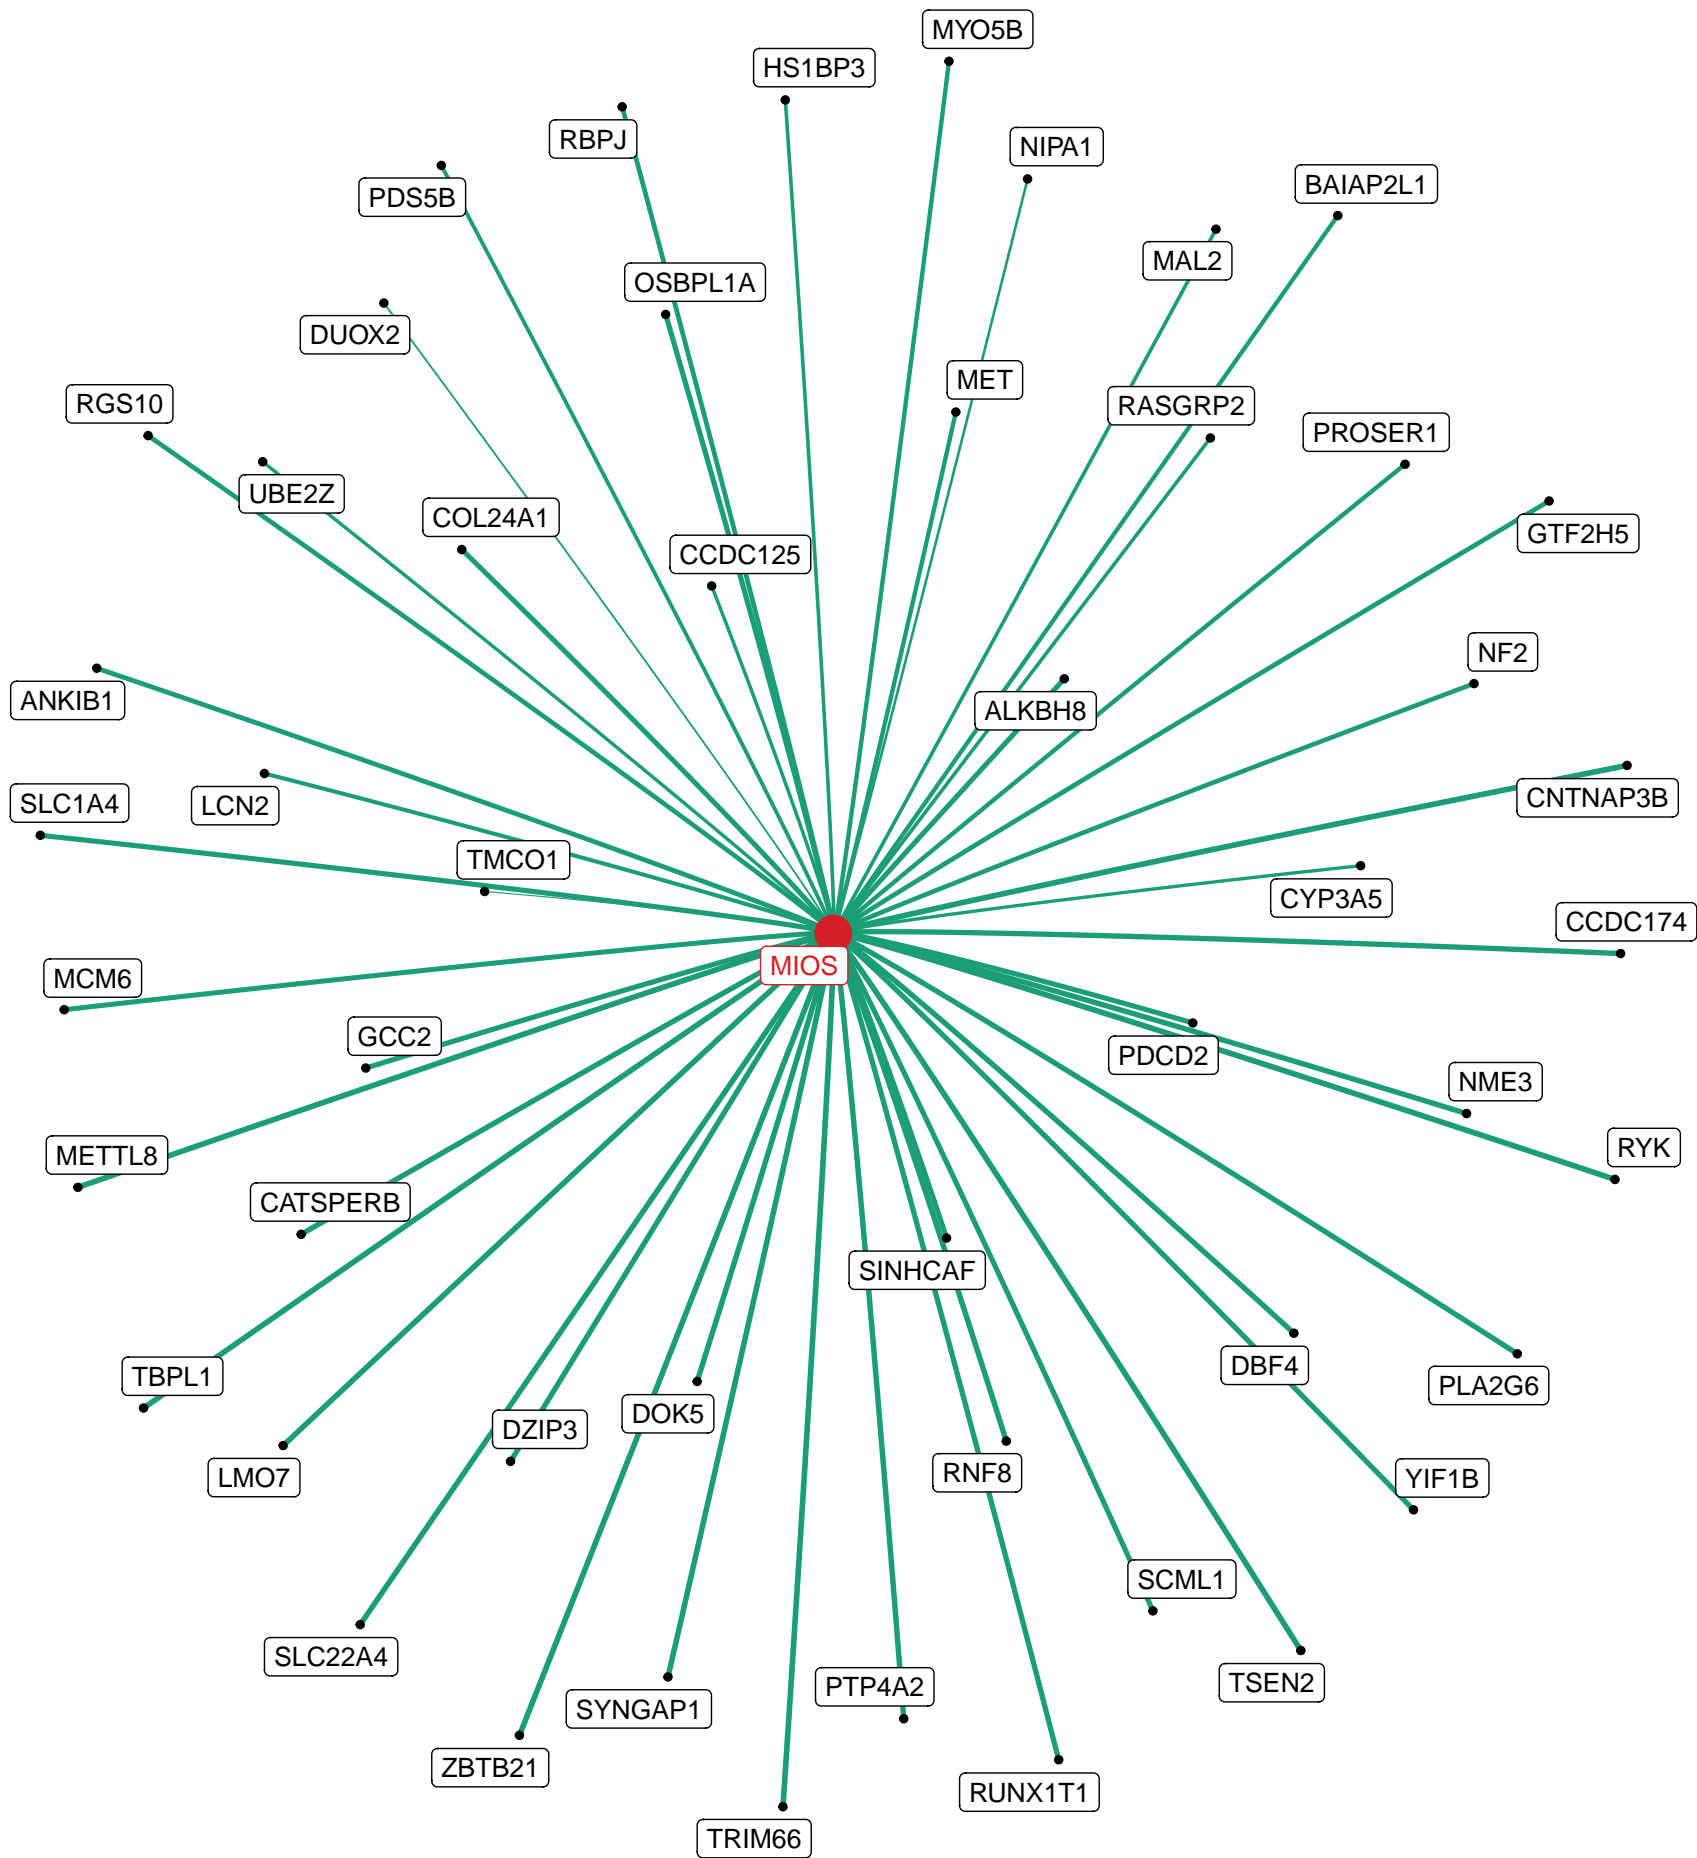 MYO5B
HS1BP3
RBPJ
NIPA1
PDS5B
BAIAP2L1
MAL2
OSBPL1A
DUOX2
MET
RGS10
RASGRP2
PROSER1
UBE2Z
COL24A1
GTF2H5
CCDC125
NF2
ANKIB1
ALKBH8
SLC1A4
LCN2
CNTNAP3B
TMCO1
CYP3A5
CCDC174
MIOS
MCM6
GCC2
PDCD2
NME3
METTL8
RYK
CATSPERB
SINHCAF
DBF4
TBPL1
PLA2G6
DOK5
DZIP3
RNF8
LMO7
YIF1B
SCML1
SLC22A4
TSEN2
PTP4A2
SYNGAP1
ZBTB21
RUNX1T1
TRIM66